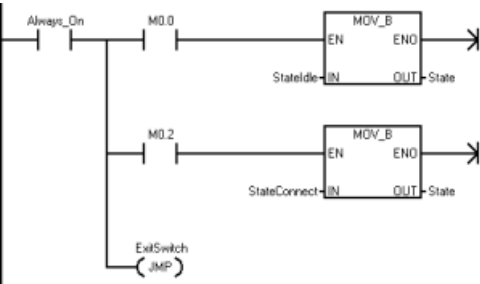 Always_On M0.0 MOV_B
EN ENO
StateIdle IN OUT State
M0.2 MOV_B
EN ENO
StateConnect IN OUT State
ExitSwitch
JMP